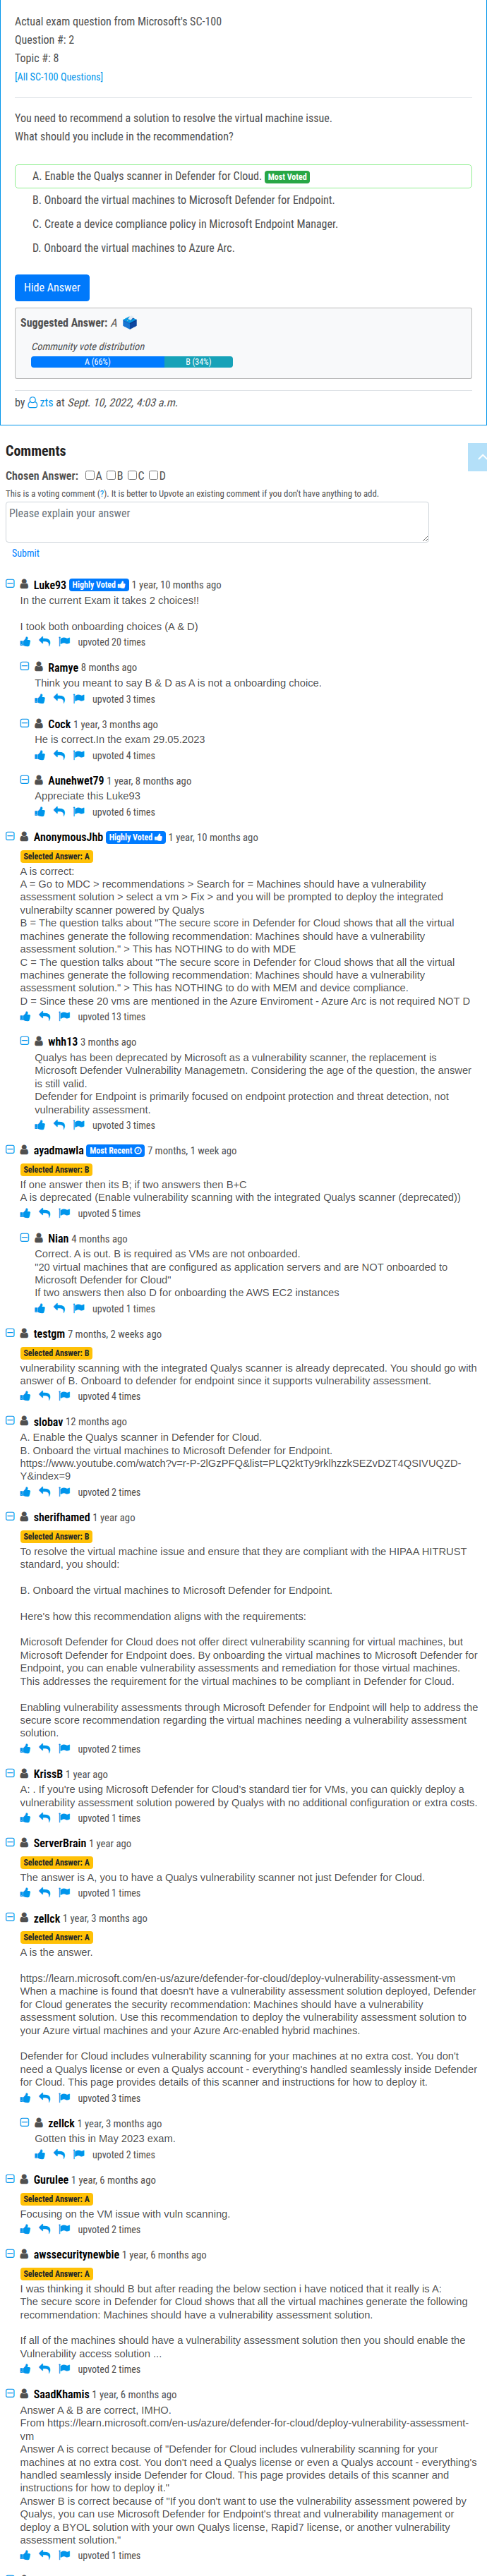 Actual exam question from Microsoft's SC-100
Question #: 2
Topic #: 8
[All SC-100 Questions]
You need to recommend a solution to resolve the virtual machine issue.
What should you include in the recommendation?
A. Enable the Qualys scanner in Defender for Cloud. Most Voted
B. Onboard the virtual machines to Microsoft Defender for Endpoint.
C. Create a device compliance policy in Microsoft Endpoint Manager.
D. Onboard the virtual machines to Azure Arc.
Hide Answer
Suggested Answer: A
Community vote distribution
A (66%) B (34%)
by zts at Sept. 10, 2022, 4:03 a.m.
Comments
Chosen Answer: A B C D
This is a voting comment (?). It is better to Upvote an existing comment if you don't have anything to add.
Please explain your answer
Submit
Luke93 Highly Voted 1 year, 10 months ago
In the current Exam it takes 2 choices!!
I took both onboarding choices (A & D)
upvoted 20 times
Ramye 8 months ago
Think you meant to say B & D as A is not a onboarding choice.
upvoted 3 times
Cock 1 year, 3 months ago
He is correct.In the exam 29.05.2023
upvoted 4 times
Aunehwet79 1 year, 8 months ago
Appreciate this Luke93
upvoted 6 times
AnonymousJhb Highly Voted 1 year, 10 months ago
Selected Answer: A
A is correct:
A = Go to MDC > recommendations > Search for = Machines should have a vulnerability
assessment solution > select a vm > Fix > and you will be prompted to deploy the integrated
vulnerabilty scanner powered by Qualys
B = The question talks about "The secure score in Defender for Cloud shows that all the virtual
machines generate the following recommendation: Machines should have a vulnerability
assessment solution." > This has NOTHING to do with MDE
C = The question talks about "The secure score in Defender for Cloud shows that all the virtual
machines generate the following recommendation: Machines should have a vulnerability
assessment solution." > This has NOTHING to do with MEM and device compliance.
D = Since these 20 vms are mentioned in the Azure Enviroment - Azure Arc is not required NOT D
upvoted 13 times
whh13 3 months ago
Qualys has been deprecated by Microsoft as a vulnerability scanner, the replacement is
Microsoft Defender Vulnerability Managemetn. Considering the age of the question, the answer
is still valid.
Defender for Endpoint is primarily focused on endpoint protection and threat detection, not
vulnerability assessment.
upvoted 3 times
ayadmawla Most Recent 7 months, 1 week ago
Selected Answer: B
If one answer then its B; if two answers then B+C
A is deprecated (Enable vulnerability scanning with the integrated Qualys scanner (deprecated))
upvoted 5 times
Nian 4 months ago
Correct. A is out. B is required as VMs are not onboarded.
"20 virtual machines that are configured as application servers and are NOT onboarded to
Microsoft Defender for Cloud"
If two answers then also D for onboarding the AWS EC2 instances
upvoted 1 times
testgm 7 months, 2 weeks ago
Selected Answer: B
vulnerability scanning with the integrated Qualys scanner is already deprecated. You should go with
answer of B. Onboard to defender for endpoint since it supports vulnerability assessment.
upvoted 4 times
slobav 12 months ago
A. Enable the Qualys scanner in Defender for Cloud.
B. Onboard the virtual machines to Microsoft Defender for Endpoint.
https://www.youtube.com/watch?v=r-P-2lGzPFQ&list=PLQ2ktTy9rklhzzkSEZvDZT4QSIVUQZD-
Y&index=9
upvoted 2 times
sherifhamed 1 year ago
Selected Answer: B
To resolve the virtual machine issue and ensure that they are compliant with the HIPAA HITRUST
standard, you should:
B. Onboard the virtual machines to Microsoft Defender for Endpoint.
Here's how this recommendation aligns with the requirements:
Microsoft Defender for Cloud does not offer direct vulnerability scanning for virtual machines, but
Microsoft Defender for Endpoint does. By onboarding the virtual machines to Microsoft Defender for
Endpoint, you can enable vulnerability assessments and remediation for those virtual machines.
This addresses the requirement for the virtual machines to be compliant in Defender for Cloud.
Enabling vulnerability assessments through Microsoft Defender for Endpoint will help to address the
secure score recommendation regarding the virtual machines needing a vulnerability assessment
solution.
upvoted 2 times
KrissB 1 year ago
A: . If you're using Microsoft Defender for Cloud's standard tier for VMs, you can quickly deploy a
vulnerability assessment solution powered by Qualys with no additional configuration or extra costs.
upvoted 1 times
ServerBrain 1 year ago
Selected Answer: A
The answer is A, you to have a Qualys vulnerability scanner not just Defender for Cloud.
upvoted 1 times
zellck 1 year, 3 months ago
Selected Answer: A
A is the answer.
https://learn.microsoft.com/en-us/azure/defender-for-cloud/deploy-vulnerability-assessment-vm
When a machine is found that doesn't have a vulnerability assessment solution deployed, Defender
for Cloud generates the security recommendation: Machines should have a vulnerability
assessment solution. Use this recommendation to deploy the vulnerability assessment solution to
your Azure virtual machines and your Azure Arc-enabled hybrid machines.
Defender for Cloud includes vulnerability scanning for your machines at no extra cost. You don't
need a Qualys license or even a Qualys account - everything's handled seamlessly inside Defender
for Cloud. This page provides details of this scanner and instructions for how to deploy it.
upvoted 3 times
zellck 1 year, 3 months ago
Gotten this in May 2023 exam.
upvoted 2 times
Gurulee 1 year, 6 months ago
Selected Answer: A
Focusing on the VM issue with vuln scanning.
upvoted 2 times
awssecuritynewbie 1 year, 6 months ago
Selected Answer: A
I was thinking it should B but after reading the below section i have noticed that it really is A:
The secure score in Defender for Cloud shows that all the virtual machines generate the following
recommendation: Machines should have a vulnerability assessment solution.
If all of the machines should have a vulnerability assessment solution then you should enable the
Vulnerability access solution ...
upvoted 2 times
SaadKhamis 1 year, 6 months ago
Answer A & B are correct, IMHO.
From https://learn.microsoft.com/en-us/azure/defender-for-cloud/deploy-vulnerability-assessment-
vm
Answer A is correct because of "Defender for Cloud includes vulnerability scanning for your
machines at no extra cost. You don't need a Qualys license or even a Qualys account - everything's
handled seamlessly inside Defender for Cloud. This page provides details of this scanner and
instructions for how to deploy it."
Answer B is correct because of "If you don't want to use the vulnerability assessment powered by
Qualys, you can use Microsoft Defender for Endpoint's threat and vulnerability management or
deploy a BYOL solution with your own Qualys license, Rapid7 license, or another vulnerability
assessment solution."
upvoted 1 times